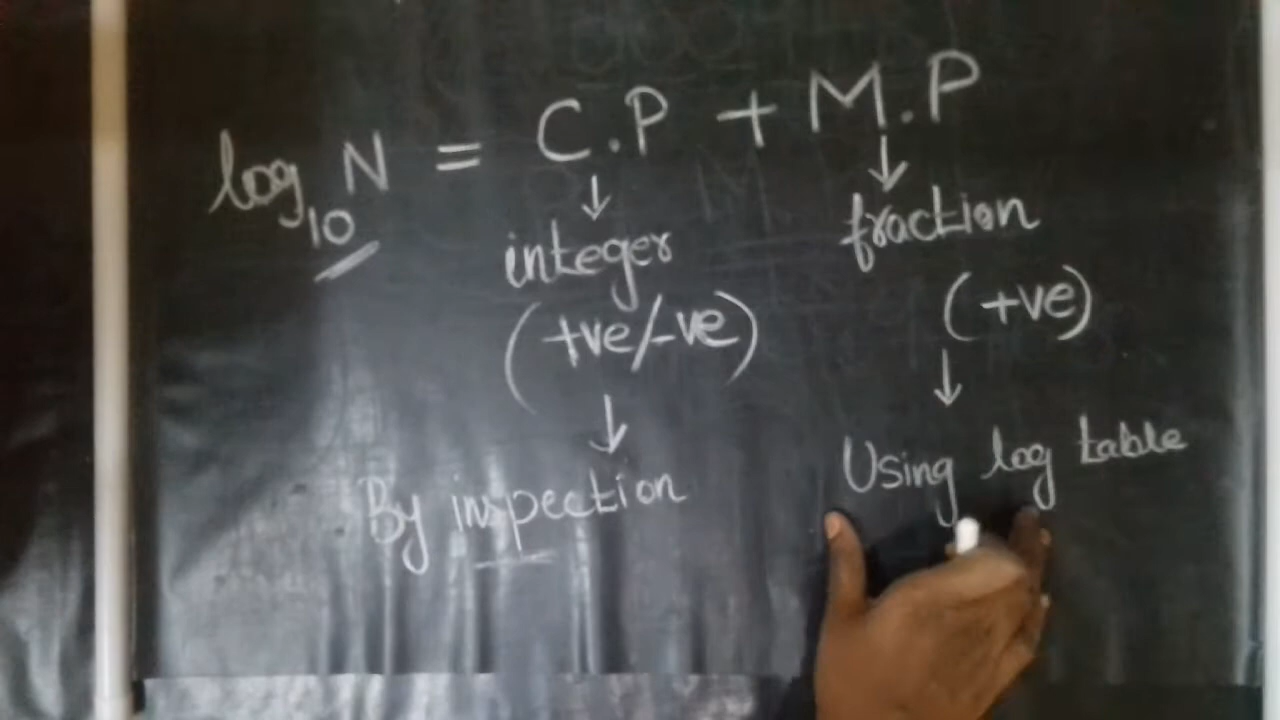 log₁₀ N = C.P + M.P
↓ ↓
integer fraction
(+ve/-ve) (+ve)
↓ ↓
By inspection Using log table